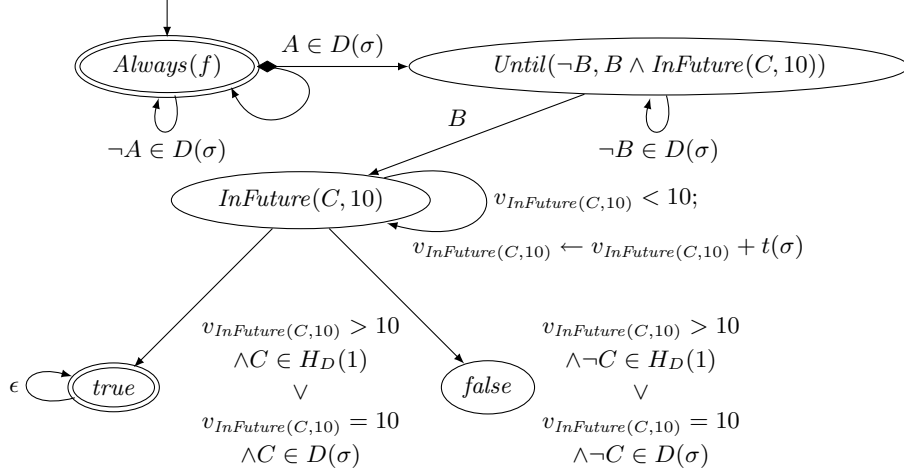 A ∈ D(σ)
Always(f)
Until(¬B, B ∧ InFuture(C, 10))
B
¬A ∈ D(σ)
¬B ∈ D(σ)
InFuture(C, 10)
v_{InFuture(C,10)} < 10;
v_{InFuture(C,10)} ← v_{InFuture(C,10)} + t(σ)
v_{InFuture(C,10)} > 10
∧C ∈ H_D(1)
∨
v_{InFuture(C,10)} = 10
∧C ∈ D(σ)
v_{InFuture(C,10)} > 10
∧¬C ∈ H_D(1)
∨
v_{InFuture(C,10)} = 10
∧¬C ∈ D(σ)
ϵ
true
false